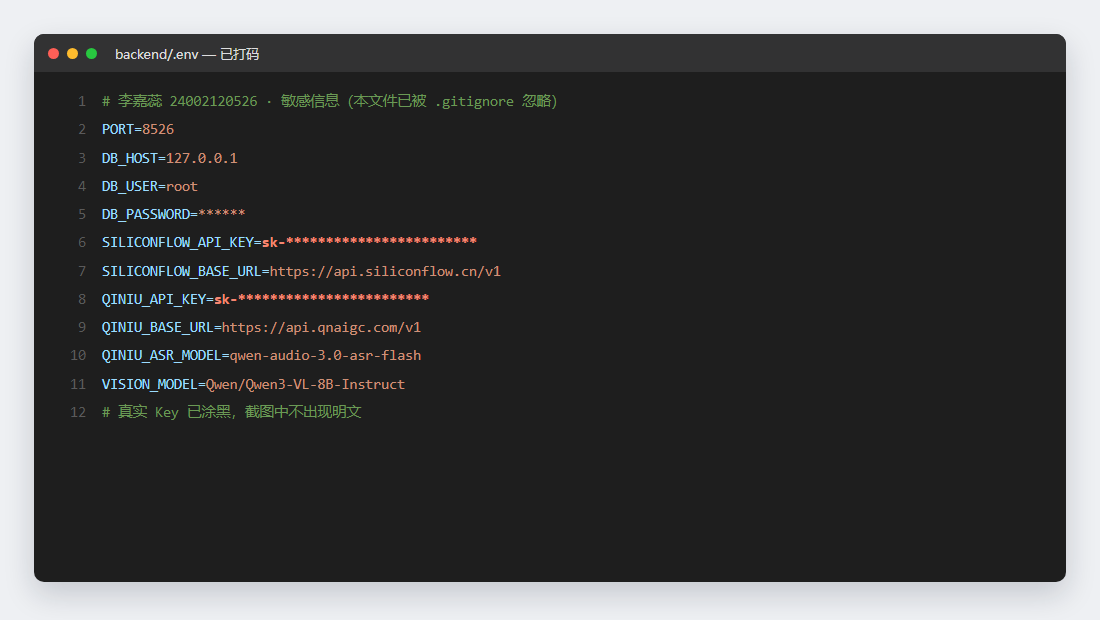 backend/.env — 已打码
1 # 李嘉蕊 24002120526 · 敏感信息（本文件已被 .gitignore 忽略）
2 PORT=8526
3 DB_HOST=127.0.0.1
4 DB_USER=root
5 DB_PASSWORD=******
6 SILICONFLOW_API_KEY=sk-************************
7 SILICONFLOW_BASE_URL=https://api.siliconflow.cn/v1
8 QINIU_API_KEY=sk-************************
9 QINIU_BASE_URL=https://api.qnaigc.com/v1
10 QINIU_ASR_MODEL=qwen-audio-3.0-asr-flash
11 VISION_MODEL=Qwen/Qwen3-VL-8B-Instruct
12 # 真实 Key 已涂黑，截图中不出现明文